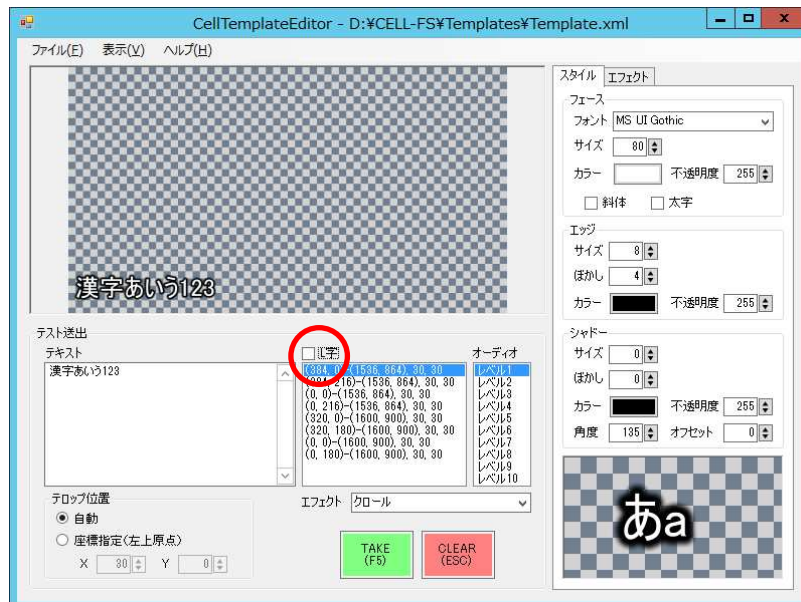 CellTemplateEditor - D:¥CELL-FS¥Templates¥Template.xml
ファイル(F) 表示(V) ヘルプ(H)
漢字あいう123
テスト送出
テキスト
漢字あいう123
L字
(384, 0)-(1536, 864), 30, 30
(384, 216)-(1536, 864), 30, 30
(0, 0)-(1536, 864), 30, 30
(0, 216)-(1536, 864), 30, 30
(320, 0)-(1600, 900), 30, 30
(320, 180)-(1600, 900), 30, 30
(0, 0)-(1600, 900), 30, 30
(0, 180)-(1600, 900), 30, 30
オーディオ
レベル1
レベル2
レベル3
レベル4
レベル5
レベル6
レベル7
レベル8
レベル9
レベル10
テロップ位置
自動
座標指定(左上原点)
X 30 Y 0
エフェクト クロール
TAKE
(F5)
CLEAR
(ESC)
スタイル エフェクト
フェース
フォント MS UI Gothic
サイズ 80
カラー 不透明度 255
斜体 太字
エッジ
サイズ 8
ぼかし 4
カラー 不透明度 255
シャドー
サイズ 0
ぼかし 0
カラー 不透明度 255
角度 135 オフセット 0
あa